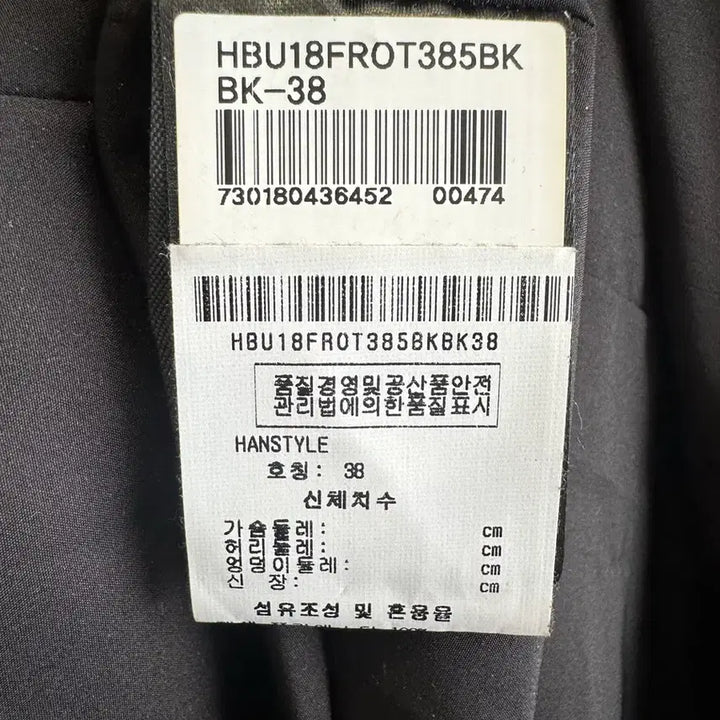 HBU18FROT385BK
BK-38
730180436452 00474
HBU18FROT385BKBK38
품질경영및공산품안전
관리법에의한품질표시
HANSTYLE
호칭: 38
신체치수
가슴둘레: cm
허리둘레: cm
엉덩이둘레: cm
신 장: cm
섬유조성 및 혼용율